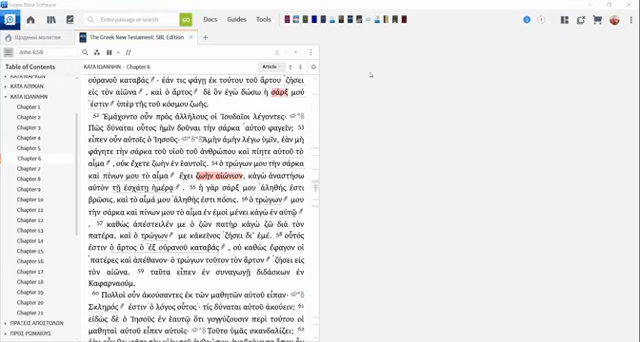 Logos Bible Software
Enter passage or search
GO
Docs
Guides
Tools
Щоденні молитви
The Greek New Testament: SBL Edition
John 6:58
Table of Contents
ΚΑΤΑ ΙΩΑΝΝΗΝ · Chapter 6
Article
ΚΑΤΑ ΜΑΡΚΟΝ
ΚΑΤΑ ΛΟΥΚΑΝ
ΚΑΤΑ ΙΩΑΝΝΗΝ
Chapter 1
Chapter 2
Chapter 3
Chapter 4
Chapter 5
Chapter 6
Chapter 7
Chapter 8
Chapter 9
Chapter 10
Chapter 11
Chapter 12
Chapter 13
Chapter 14
Chapter 15
Chapter 16
Chapter 17
Chapter 18
Chapter 19
Chapter 20
Chapter 21
ΠΡΑΞΕΙΣ ΑΠΟΣΤΟΛΩΝ
ΠΡΟΣ ΡΩΜΑΙΟΥΣ
οὐρανοῦ καταβάς · ἐάν τις φάγῃ ἐκ τούτου τοῦ ἄρτου ζήσει
εἰς τὸν αἰῶνα, καὶ ὁ ἄρτος δὲ ὃν ἐγὼ δώσω ἡ σάρξ μού
ἐστιν ὑπὲρ τῆς τοῦ κόσμου ζωῆς.
52 Ἐμάχοντο οὖν πρὸς ἀλλήλους οἱ Ἰουδαῖοι λέγοντες·
Πῶς δύναται οὗτος ἡμῖν δοῦναι τὴν σάρκα αὐτοῦ φαγεῖν; 53
εἶπεν οὖν αὐτοῖς ὁ Ἰησοῦς· Ἀμὴν ἀμὴν λέγω ὑμῖν, ἐὰν μὴ
φάγητε τὴν σάρκα τοῦ υἱοῦ τοῦ ἀνθρώπου καὶ πίητε αὐτοῦ τὸ
αἷμα , οὐκ ἔχετε ζωὴν ἐν ἑαυτοῖς. 54 ὁ τρώγων μου τὴν σάρκα
καὶ πίνων μου τὸ αἷμα ἔχει ζωὴν αἰώνιον, κἀγὼ ἀναστήσω
αὐτὸν τῇ ἐσχάτῃ ἡμέρᾳ . 55 ἡ γὰρ σάρξ μου ἀληθής ἐστι
βρῶσις, καὶ τὸ αἷμά μου ἀληθής ἐστι πόσις. 56 ὁ τρώγων μου
τὴν σάρκα καὶ πίνων μου τὸ αἷμα ἐν ἐμοὶ μένει κἀγὼ ἐν αὐτῷ
. 57 καθὼς ἀπέστειλέν με ὁ ζῶν πατὴρ κἀγὼ ζῶ διὰ τὸν
πατέρα, καὶ ὁ τρώγων με κἀκεῖνος ζήσει δι᾽ ἐμέ. 58 οὗτός
ἐστιν ὁ ἄρτος ὁ ἐξ οὐρανοῦ καταβάς , οὐ καθὼς ἔφαγον οἱ
πατέρες καὶ ἀπέθανον· ὁ τρώγων τοῦτον τὸν ἄρτον ζήσει εἰς
τὸν αἰῶνα. 59 ταῦτα εἶπεν ἐν συναγωγῇ διδάσκων ἐν
Καφαρναούμ.
60 Πολλοὶ οὖν ἀκούσαντες ἐκ τῶν μαθητῶν αὐτοῦ εἶπαν·
Σκληρός ἐστιν ὁ λόγος οὗτος · τίς δύναται αὐτοῦ ἀκούειν; 61
εἰδὼς δὲ ὁ Ἰησοῦς ἐν ἑαυτῷ ὅτι γογγύζουσιν περὶ τούτου οἱ
μαθηταὶ αὐτοῦ εἶπεν αὐτοῖς· Τοῦτο ὑμᾶς σκανδαλίζει; 62